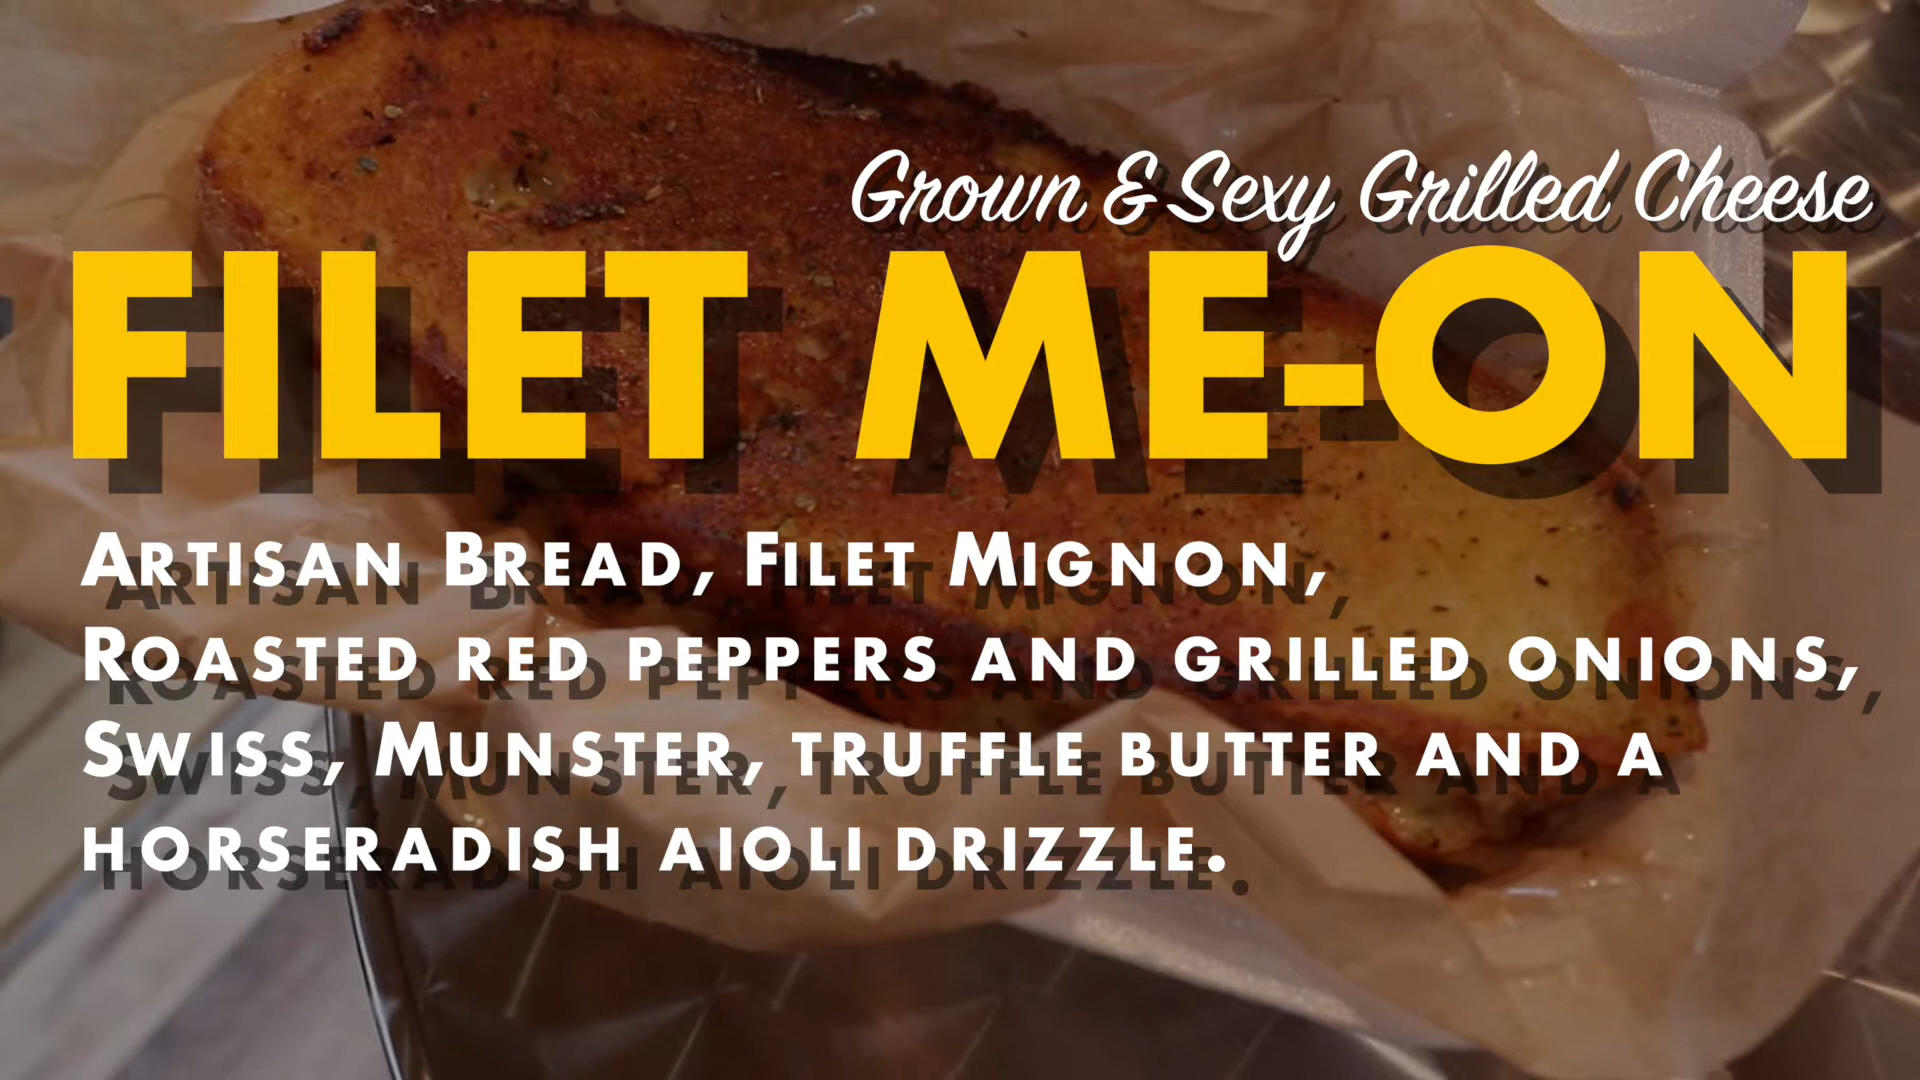 Grown & Sexy Grilled Cheese
FILET ME-ON
Artisan Bread, Filet Mignon,
Roasted red peppers and grilled onions,
Swiss, Munster, truffle butter and a
horseradish aioli drizzle.